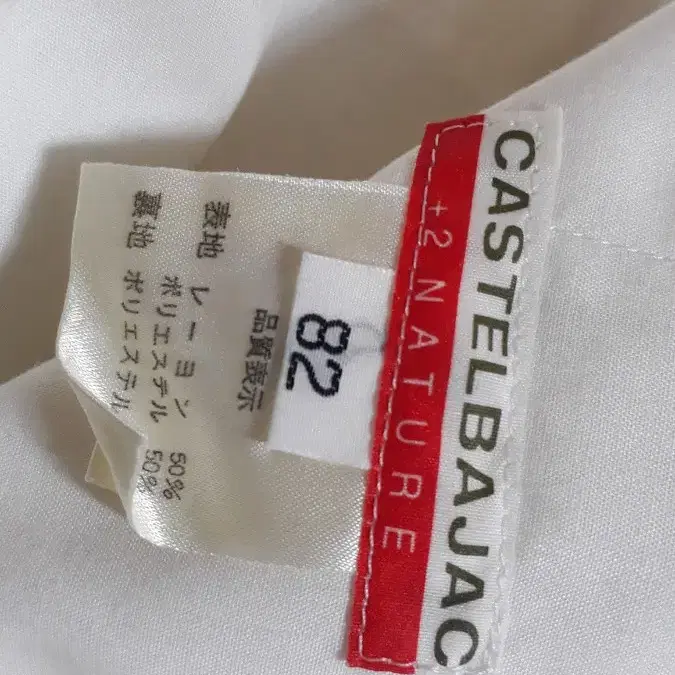 CASTELBAJAC
+2 NATURE
82
品質表示
表地 レーヨン 50%
ポリエステル 50%
裏地 ポリエステル